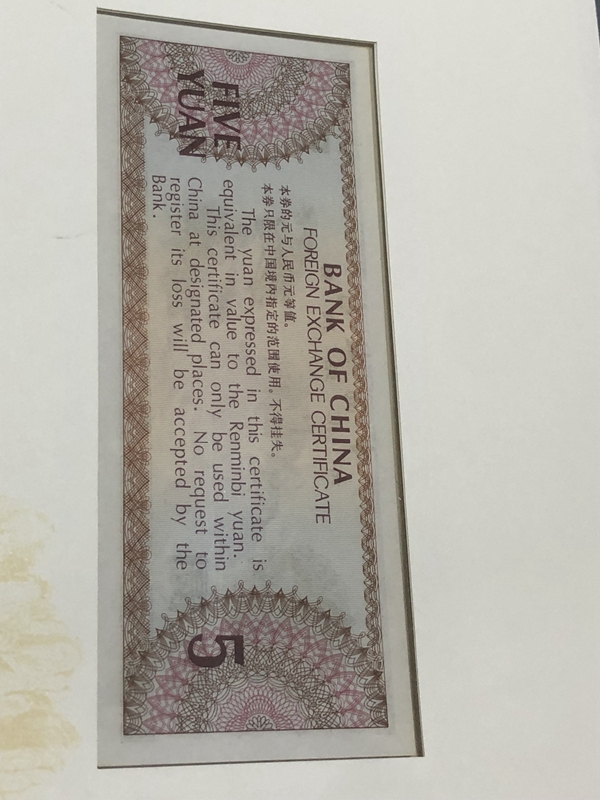 BANK OF CHINA
FOREIGN EXCHANGE CERTIFICATE
本券的元与人民币元等值。
本券只限在中国境内指定的范围使用。不得挂失。
The yuan expressed in this certificate is
equivalent in value to the Renminbi yuan.
This certificate can only be used within
China at designated places. No request to
register its loss will be accepted by the
Bank.
FIVE
YUAN
5